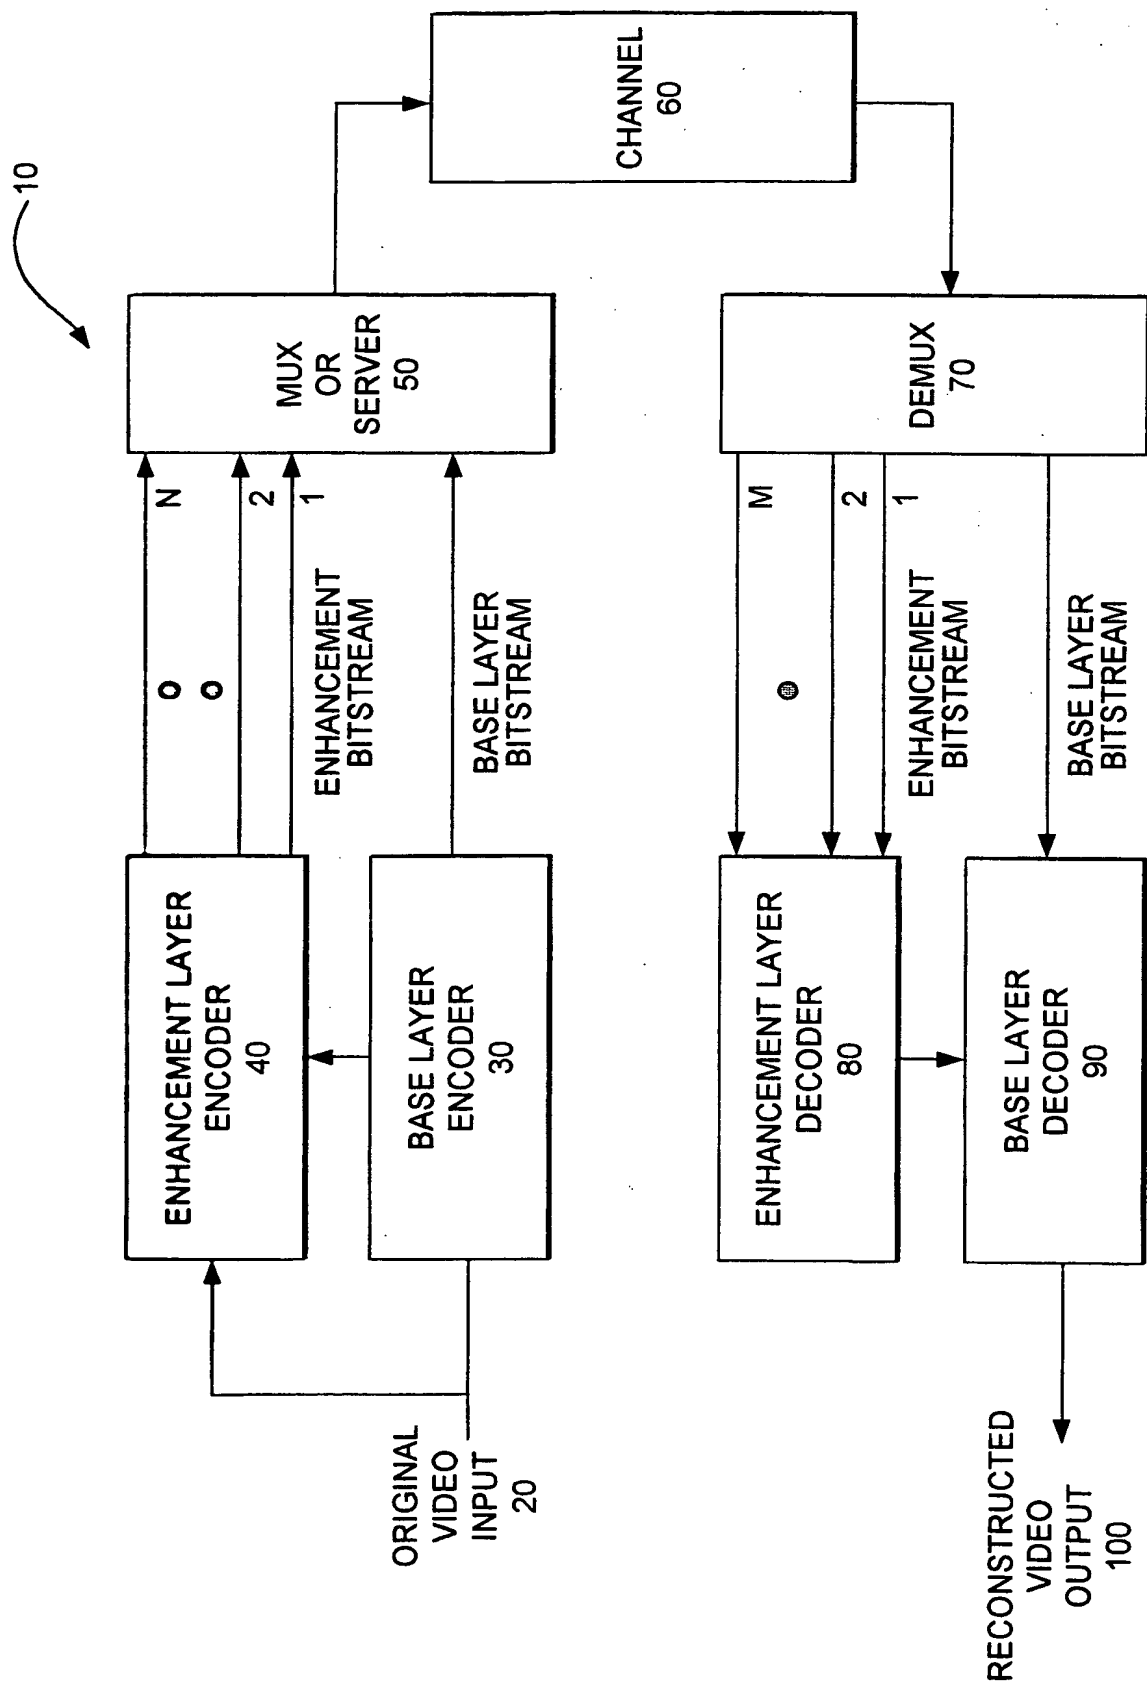 10
ORIGINAL
VIDEO
INPUT
20
ENHANCEMENT LAYER
ENCODER
40
BASE LAYER
ENCODER
30
N
2
1
ENHANCEMENT
BITSTREAM
BASE LAYER
BITSTREAM
MUX
OR
SERVER
50
CHANNEL
60
DEMUX
70
M
2
1
ENHANCEMENT
BITSTREAM
BASE LAYER
BITSTREAM
ENHANCEMENT LAYER
DECODER
80
BASE LAYER
DECODER
90
RECONSTRUCTED
VIDEO
OUTPUT
100